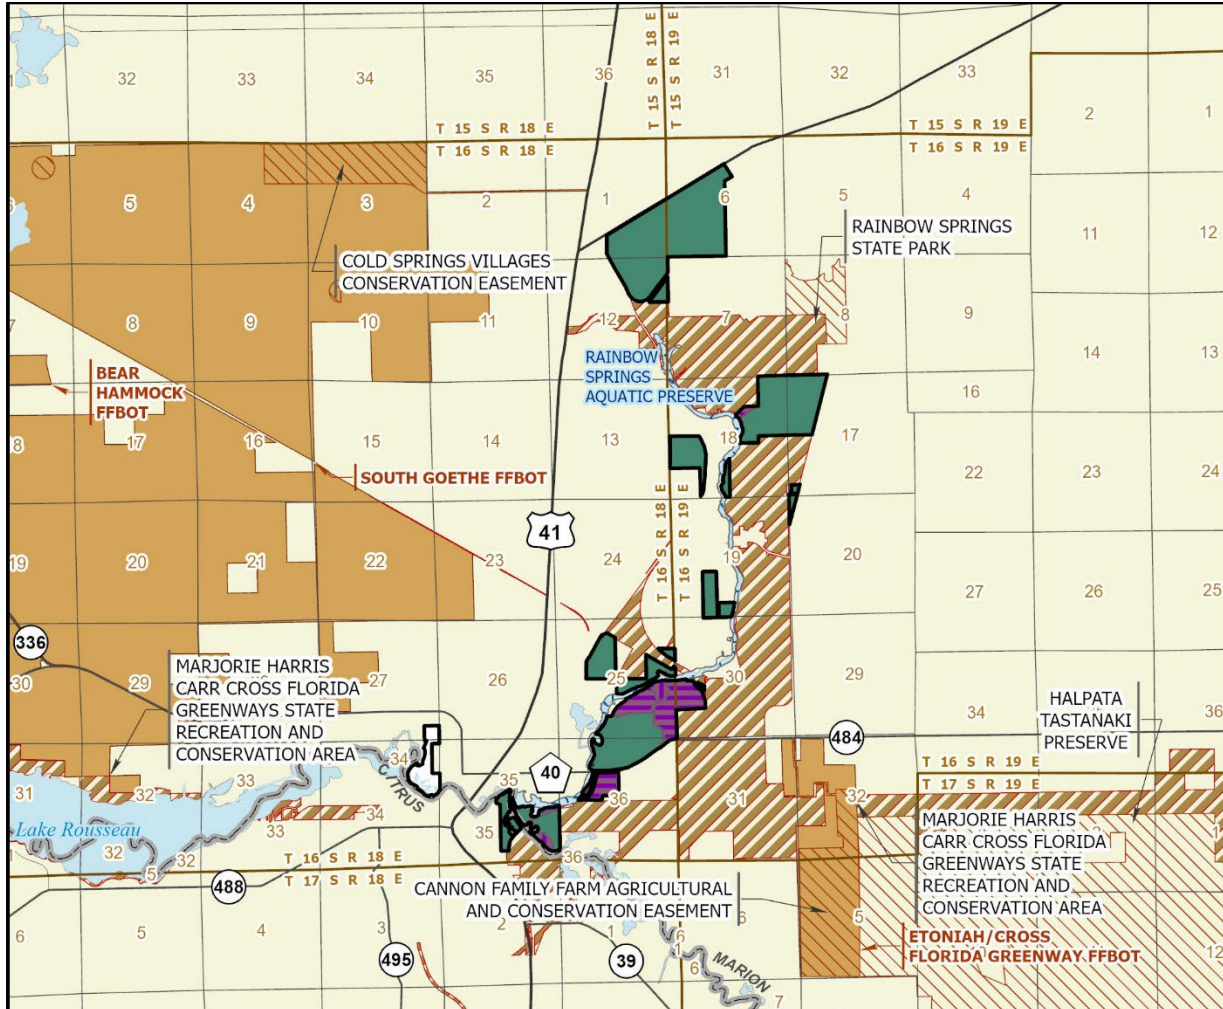 32
33
34
35
36
31
32
33
2
1
T 15 S R 18 E
T 15 S R 19 E
T 15 S R 18 E
T 16 S R 18 E
T 15 S R 19 E
T 16 S R 19 E
5
4
3
2
1
6
5
4
11
12
COLD SPRINGS VILLAGES
CONSERVATION EASEMENT
RAINBOW SPRINGS
STATE PARK
7
8
9
10
11
12
7
8
9
14
13
BEAR
HAMMOCK
FFBOT
RAINBOW
SPRINGS
AQUATIC PRESERVE
16
17
16
15
14
13
18
17
22
23
24
SOUTH GOETHE FFBOT
T 16 S R 18 E
T 16 S R 19 E
41
19
20
21
22
23
24
19
20
27
26
25
336
30
29
27
26
25
30
29
34
36
MARJORIE HARRIS
CARR CROSS FLORIDA
GREENWAYS STATE
RECREATION AND
CONSERVATION AREA
HALPATA
TASTANAKI
PRESERVE
484
T 16 S R 19 E
T 17 S R 19 E
31
32
33
34
35
40
36
31
32
CITRUS
Lake Rousseau
32
5
32
33
34
35
36
MARJORIE HARRIS
CARR CROSS FLORIDA
GREENWAYS STATE
RECREATION AND
CONSERVATION AREA
T 16 S R 18 E
T 17 S R 18 E
488
CANNON FAMILY FARM AGRICULTURAL
AND CONSERVATION EASEMENT
ETONIAH/CROSS
FLORIDA GREENWAY FFBOT
6
5
4
3
2
1
6
1
6
6
5
12
495
39
MARION
7